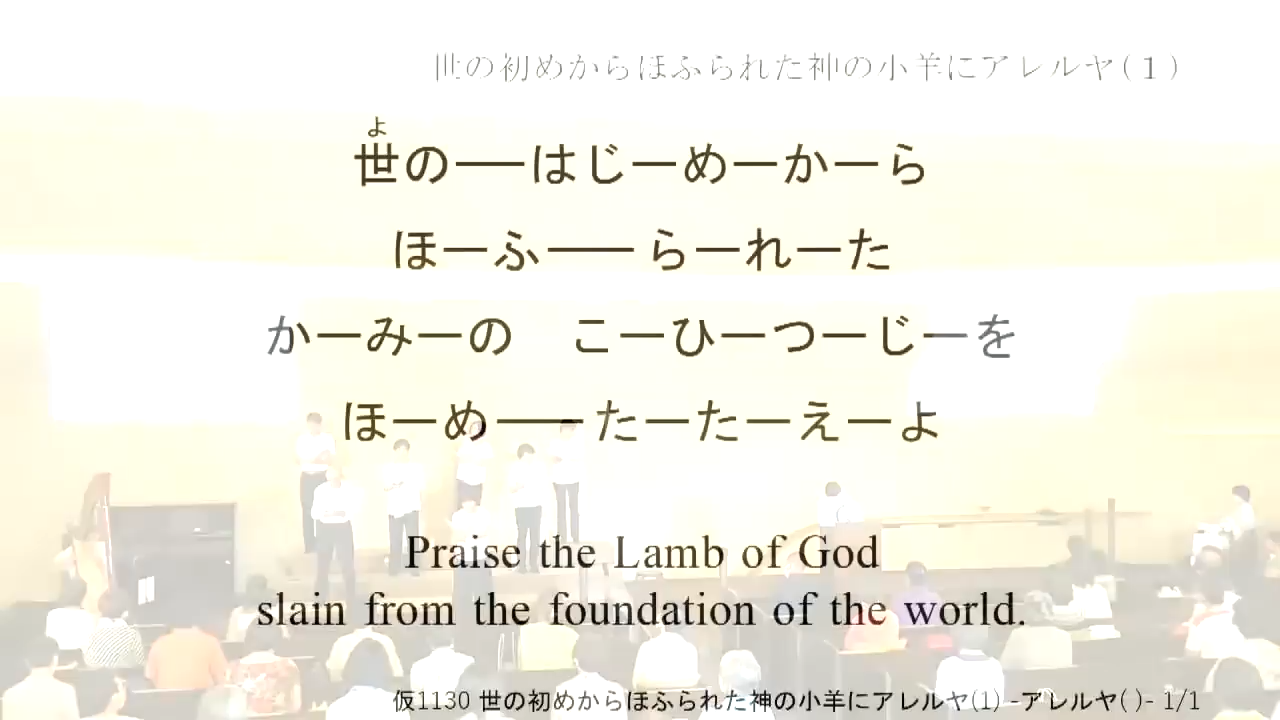 世の初めからほふられた神の小羊にアレルヤ(1)
よ
世の――はじーめーかーら
ほーふ――らーれーた
かーみーの　こーひーつーじーを
ほーめ――たーたーえーよ
Praise the Lamb of God
slain from the foundation of the world.
仮1130 世の初めからほふられた神の小羊にアレルヤ(1) -アレルヤ( )- 1/1